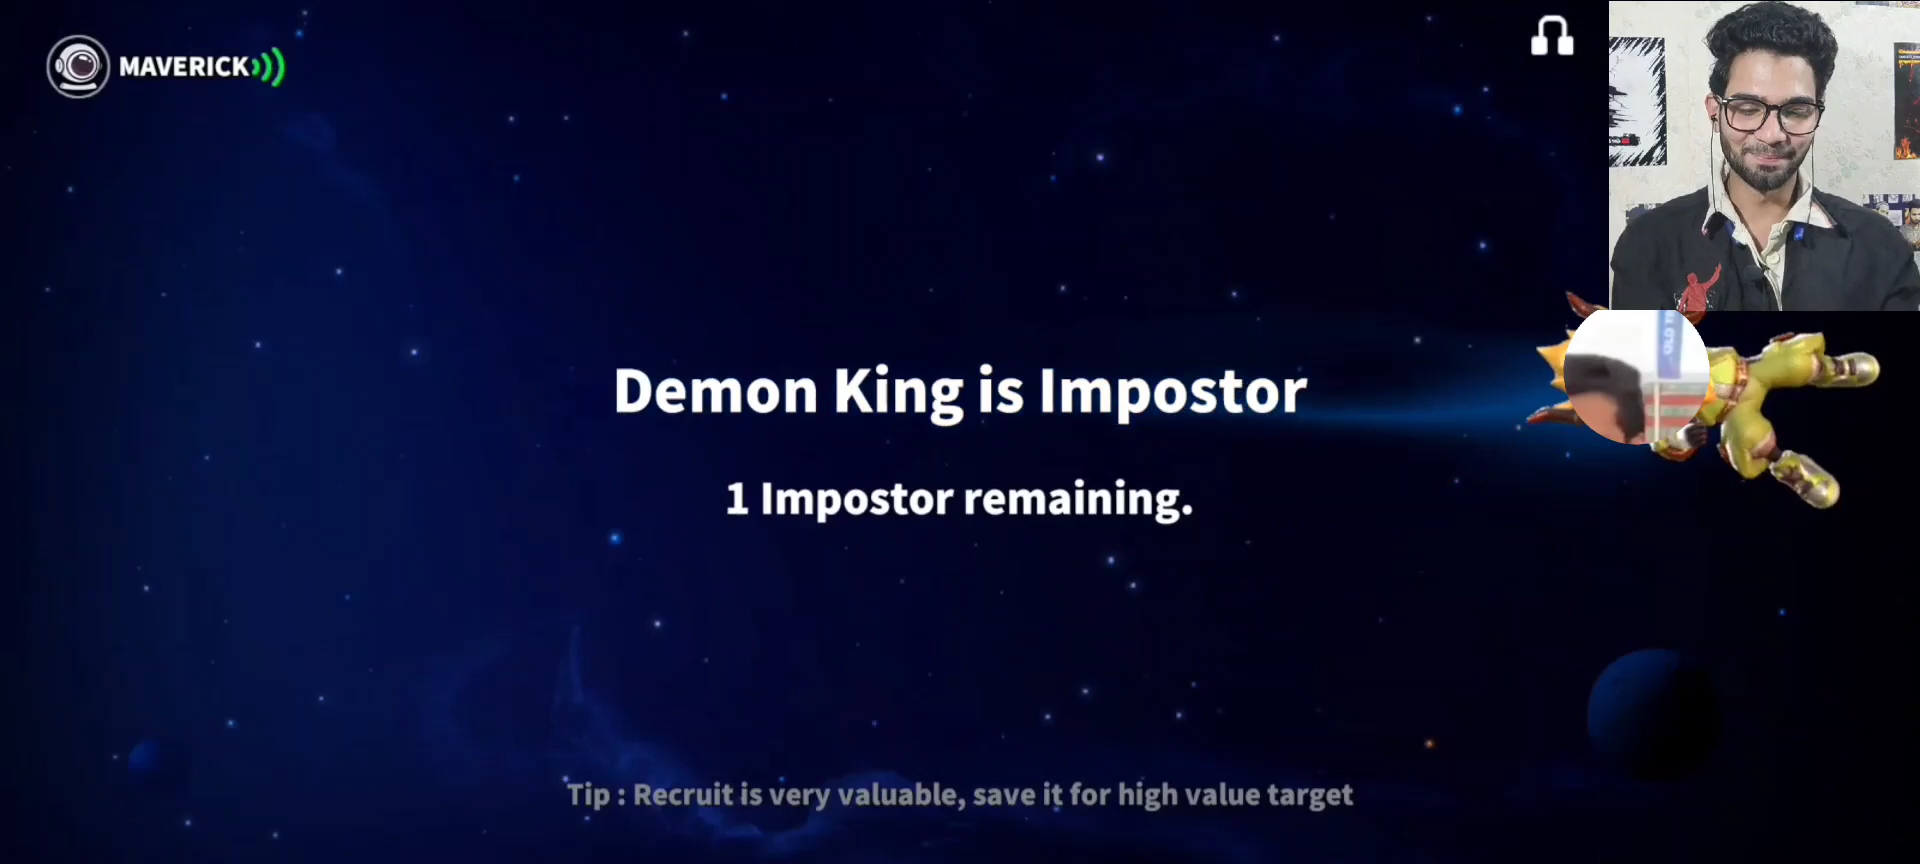 MAVERICK
Demon King is Impostor
1 Impostor remaining.
Tip : Recruit is very valuable, save it for high value target